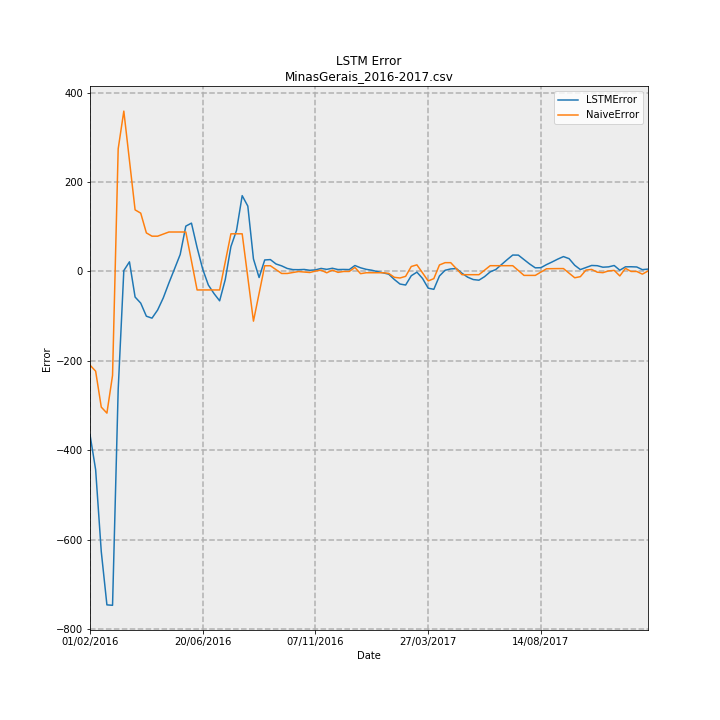 LSTM Error
MinasGerais_2016-2017.csv
LSTMError
NaiveError
400
200
0
−200
−400
−600
−800
Error
01/02/2016
20/06/2016
07/11/2016
27/03/2017
14/08/2017
Date